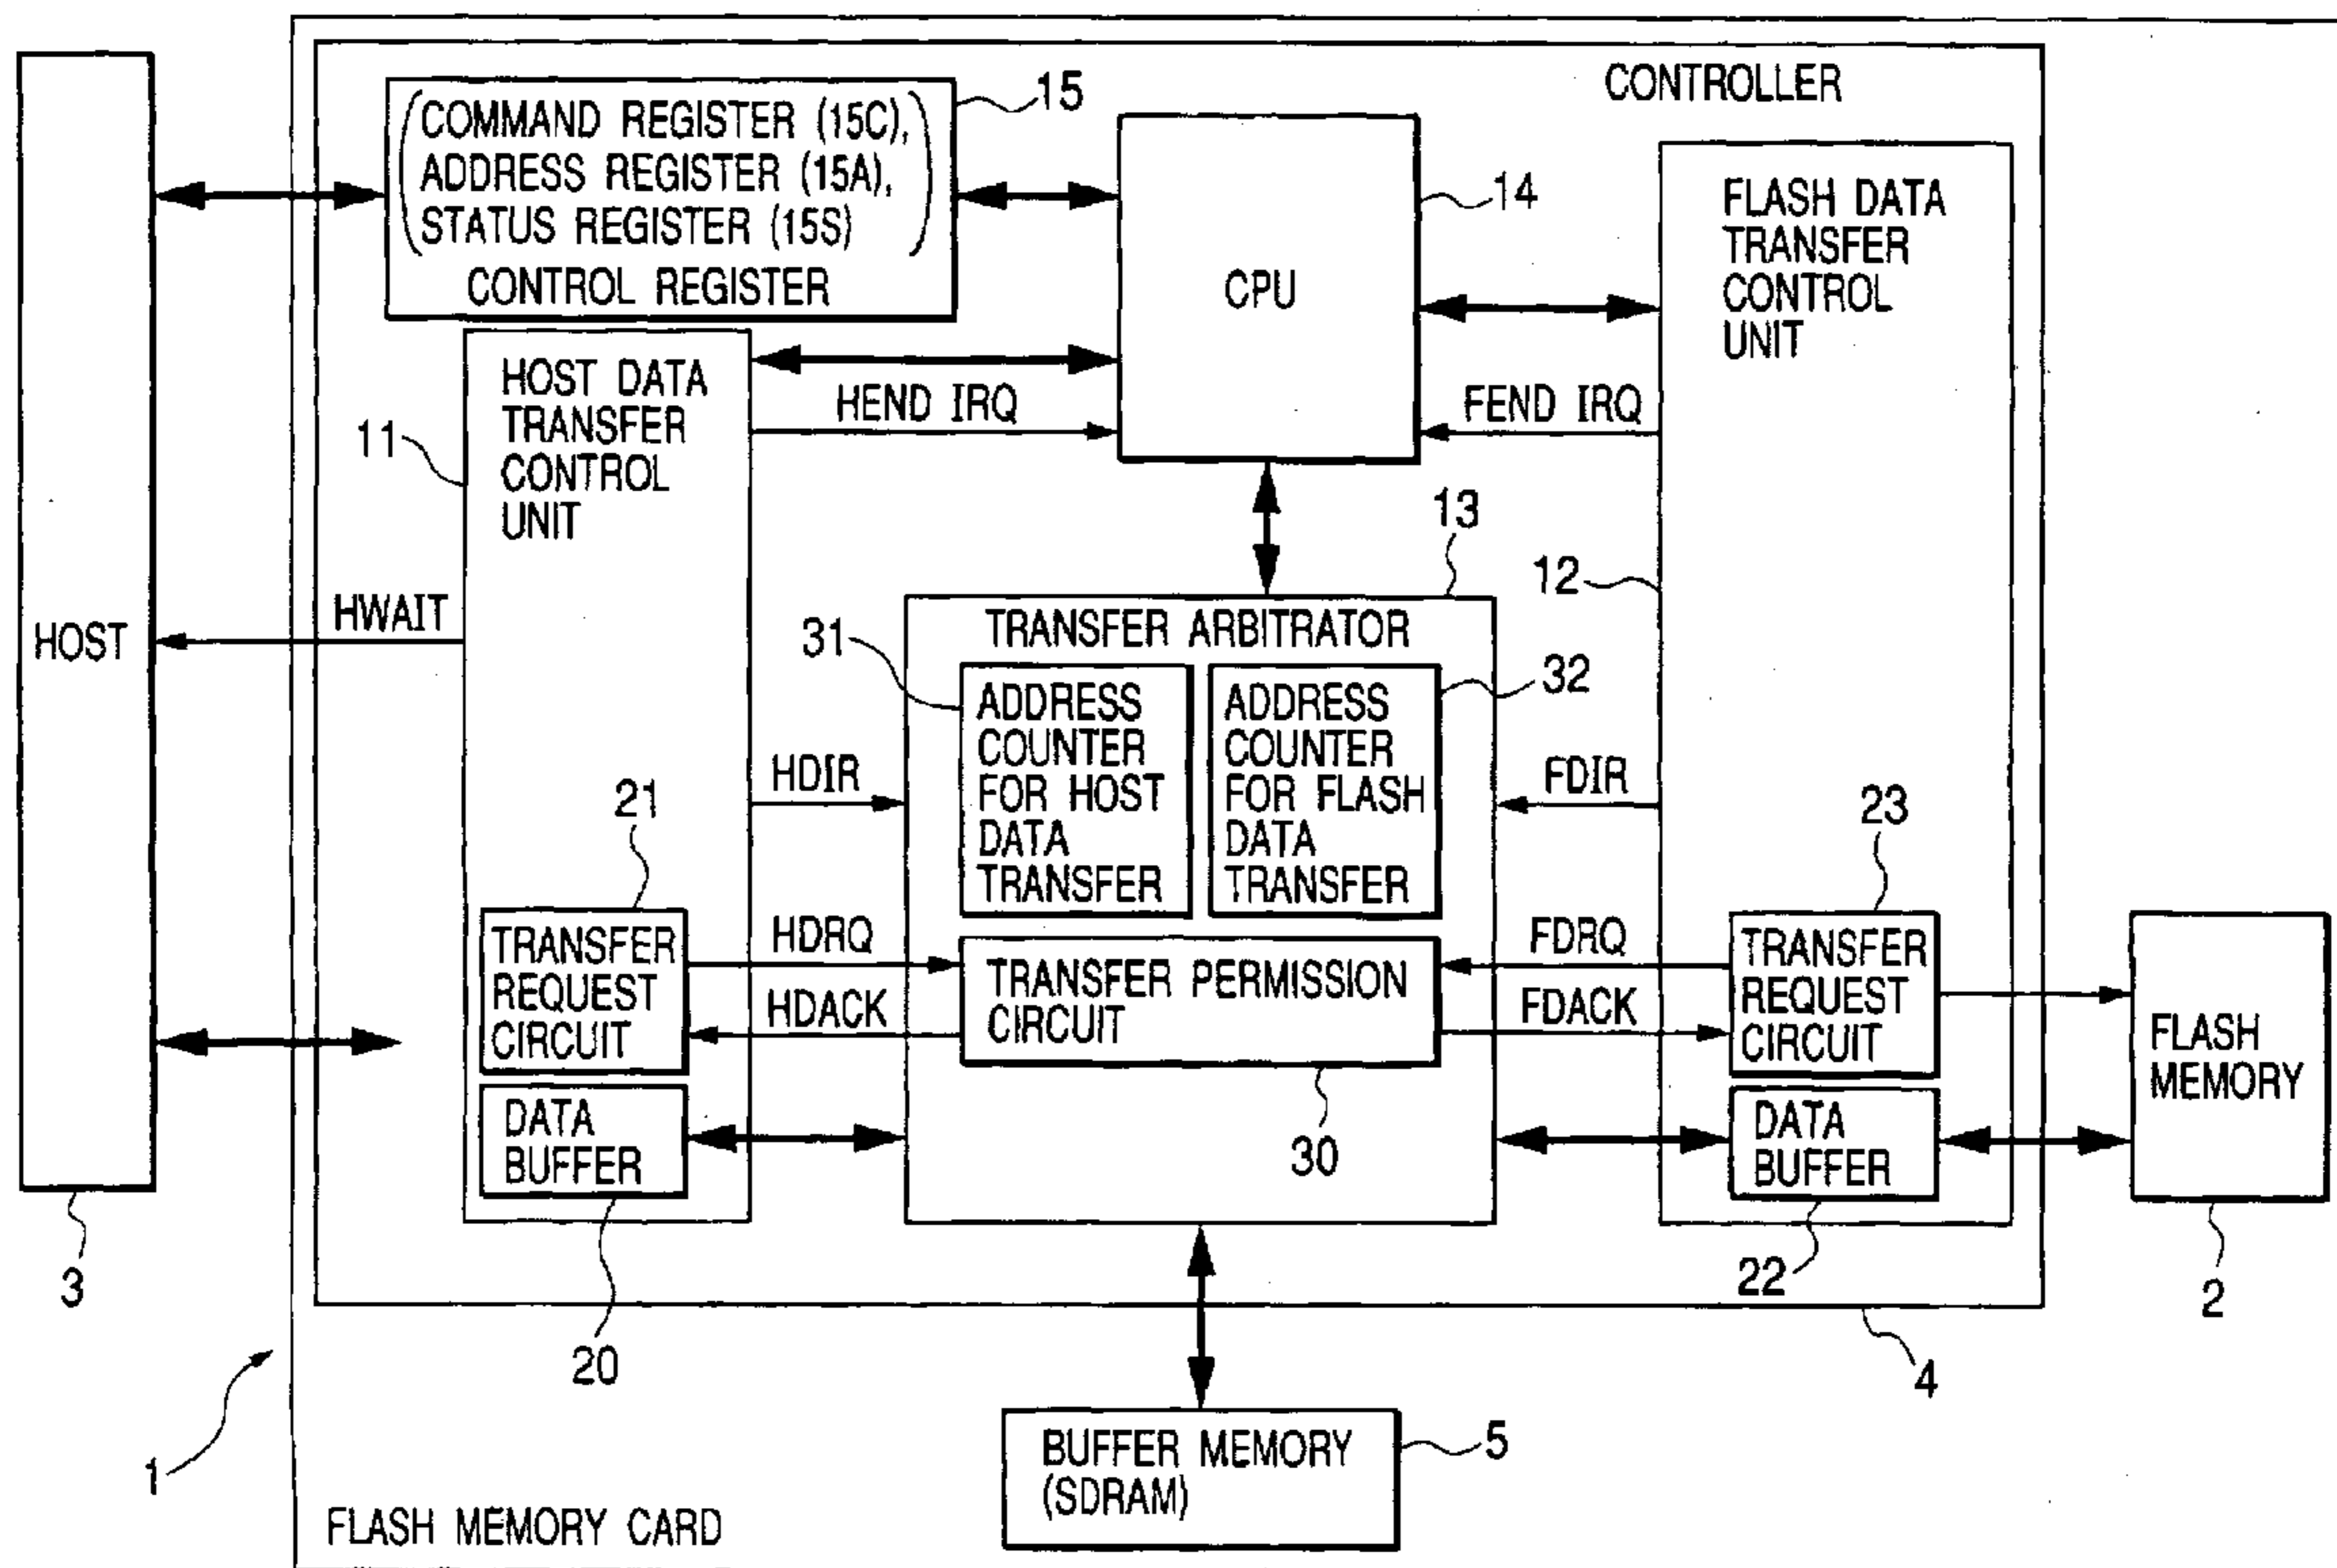 CONTROLLER
15
COMMAND REGISTER (15C),
ADDRESS REGISTER (15A),
STATUS REGISTER (15S)
CONTROL REGISTER
CPU
14
FLASH DATA
TRANSFER
CONTROL
UNIT
HOST DATA
TRANSFER
CONTROL
UNIT
11
HEND IRQ
FEND IRQ
13
12
HOST
HWAIT
TRANSFER ARBITRATOR
31
ADDRESS
COUNTER
FOR HOST
DATA
TRANSFER
ADDRESS
COUNTER
FOR FLASH
DATA
TRANSFER
32
HDIR
FDIR
21
23
TRANSFER
REQUEST
CIRCUIT
HDRQ
HDACK
TRANSFER PERMISSION
CIRCUIT
FDRQ
FDACK
TRANSFER
REQUEST
CIRCUIT
FLASH
MEMORY
DATA
BUFFER
30
DATA
BUFFER
3
20
22
2
4
1
BUFFER MEMORY
(SDRAM)
5
FLASH MEMORY CARD